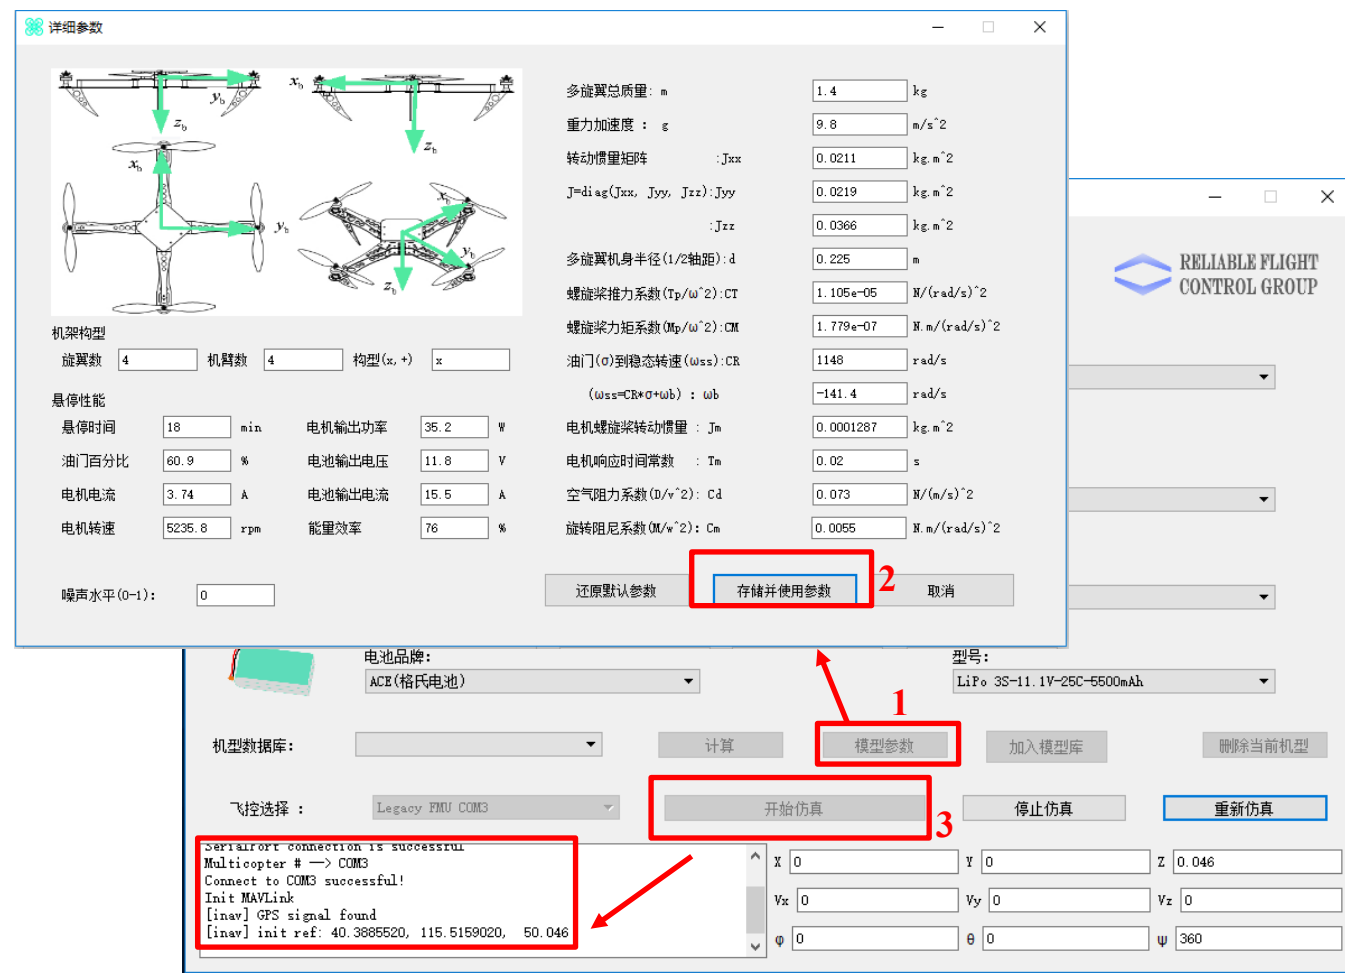 详细参数
x_b
y_b
z_b
z_b
x_b
y_b
x_b
y_b
z_b
多旋翼总质量: m 1.4 kg
重力加速度 : g 9.8 m/s^2
转动惯量矩阵 :Jxx 0.0211 kg.m^2
J=diag(Jxx, Jyy, Jzz):Jyy 0.0219 kg.m^2
:Jzz 0.0366 kg.m^2
多旋翼机身半径(1/2轴距):d 0.225 m
螺旋桨推力系数(Tp/ω^2):CT 1.105e-05 N/(rad/s)^2
螺旋桨力矩系数(Mp/ω^2):CM 1.779e-07 N.m/(rad/s)^2
油门(σ)到稳态转速(ωss):CR 1148 rad/s
(ωss=CR*σ+ωb) : ωb -141.4 rad/s
电机螺旋桨转动惯量 : Jm 0.0001287 kg.m^2
电机响应时间常数 : Tm 0.02 s
空气阻力系数(D/v^2): Cd 0.073 N/(m/s)^2
旋转阻尼系数(M/w^2): Cm 0.0055 N.m/(rad/s)^2
机架构型
旋翼数 4 机臂数 4 构型(x, +) x
悬停性能
悬停时间 18 min 电机输出功率 35.2 W
油门百分比 60.9 % 电池输出电压 11.8 V
电机电流 3.74 A 电池输出电流 15.5 A
电机转速 5235.8 rpm 能量效率 76 %
噪声水平(0-1): 0
还原默认参数 存储并使用参数 2 取消
RELIABLE FLIGHT
CONTROL GROUP
电池品牌: 型号:
ACE(格氏电池) LiPo 3S-11.1V-25C-5500mAh
1
机型数据库: 计算 模型参数 加入模型库 删除当前机型
飞控选择 : Legacy FMU COM3 开始仿真 3 停止仿真 重新仿真
SerialPort connection is successful
Multicopter # —> COM3
Connect to COM3 successful!
Init MAVLink
[inav] GPS signal found
[inav] init ref: 40.3885520, 115.5159020, 50.046
X 0 Y 0 Z 0.046
Vx 0 Vy 0 Vz 0
φ 0 θ 0 ψ 360